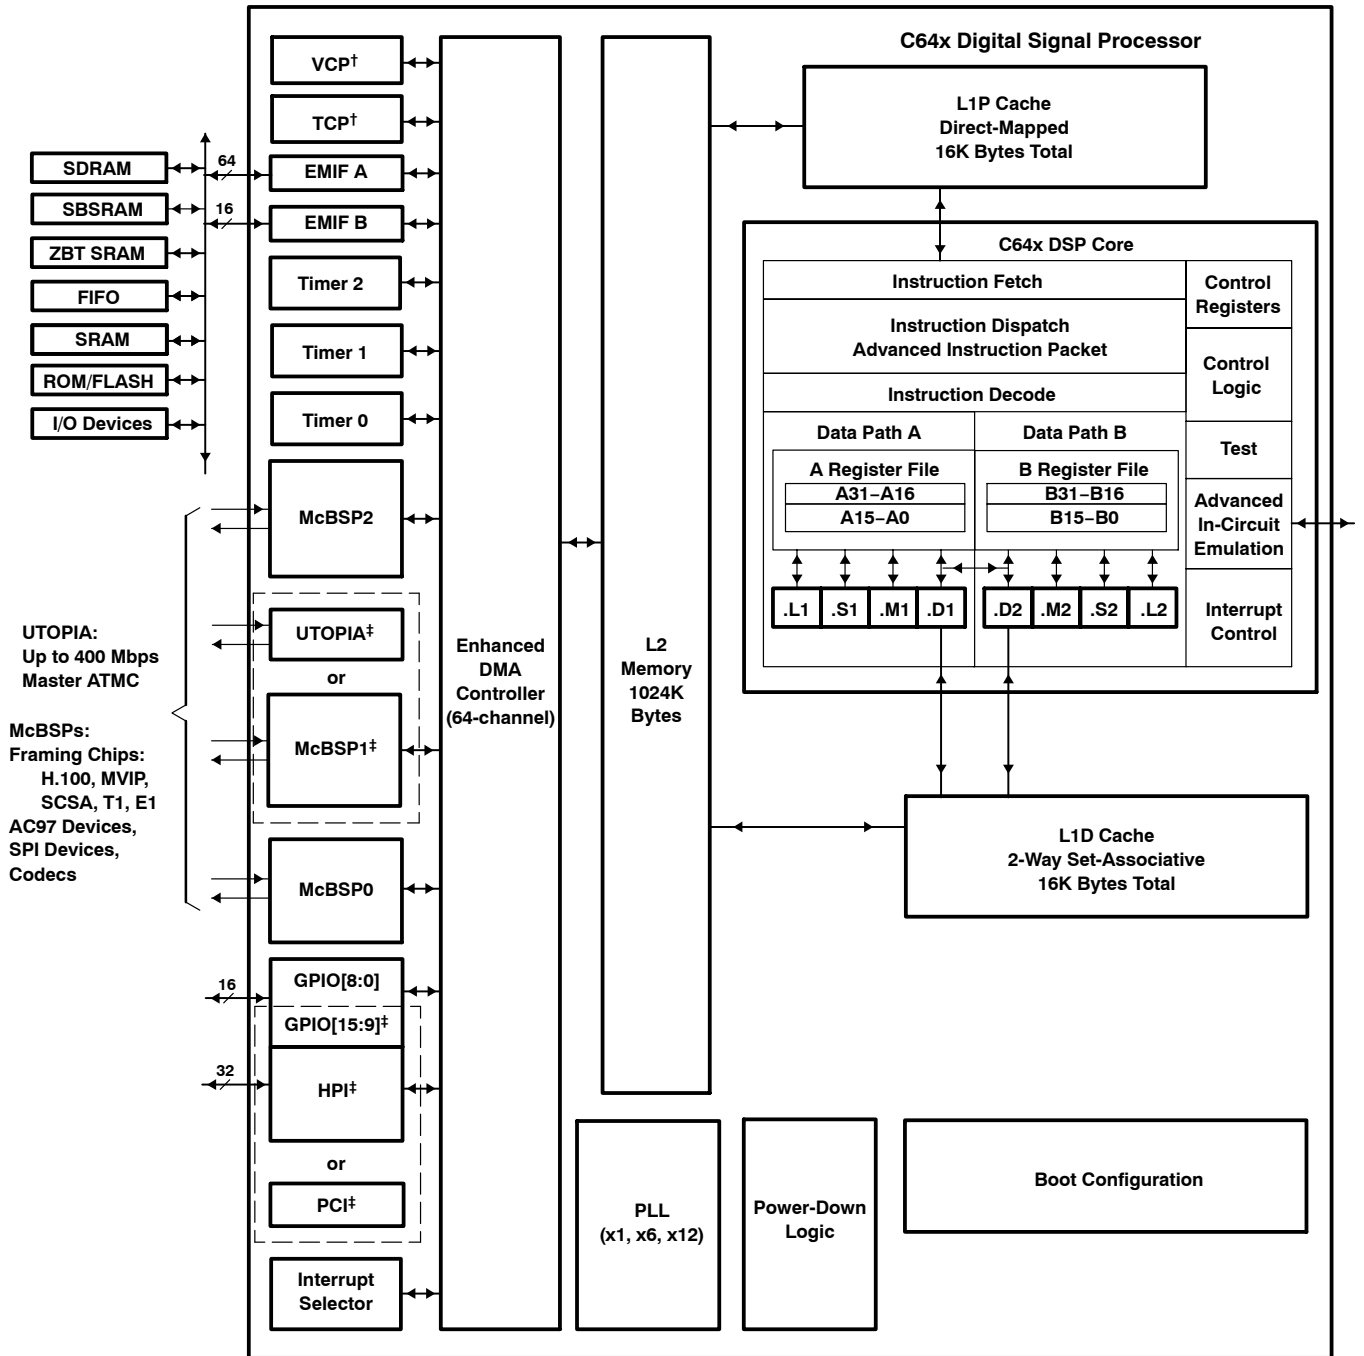 C64x Digital Signal Processor
VCP†
TCP†
EMIF A
EMIF B
Timer 2
Timer 1
Timer 0
McBSP2
UTOPIA‡
or
McBSP1‡
McBSP0
GPIO[8:0]
GPIO[15:9]‡
HPI‡
or
PCI‡
Interrupt
Selector
64
16
16
32
SDRAM
SBSRAM
ZBT SRAM
FIFO
SRAM
ROM/FLASH
I/O Devices
UTOPIA:
Up to 400 Mbps
Master ATMC
McBSPs:
Framing Chips:
H.100, MVIP,
SCSA, T1, E1
AC97 Devices,
SPI Devices,
Codecs
Enhanced
DMA
Controller
(64-channel)
L2
Memory
1024K
Bytes
L1P Cache
Direct-Mapped
16K Bytes Total
C64x DSP Core
Instruction Fetch
Instruction Dispatch
Advanced Instruction Packet
Instruction Decode
Data Path A
Data Path B
A Register File
A31−A16
A15−A0
B Register File
B31−B16
B15−B0
.L1
.S1
.M1
.D1
.D2
.M2
.S2
.L2
Control
Registers
Control
Logic
Test
Advanced
In-Circuit
Emulation
Interrupt
Control
L1D Cache
2-Way Set-Associative
16K Bytes Total
PLL
(x1, x6, x12)
Power-Down
Logic
Boot Configuration